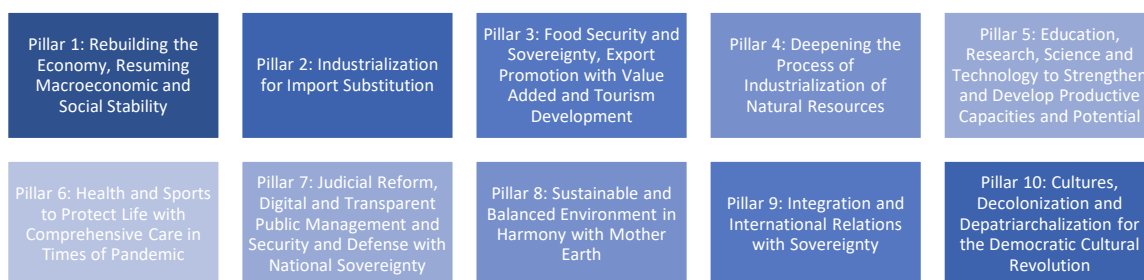 Pillar 1: Rebuilding the
Economy, Resuming
Macroeconomic and
Social Stability
Pillar 2: Industrialization
for Import Substitution
Pillar 3: Food Security and
Sovereignty, Export
Promotion with Value
Added and Tourism
Development
Pillar 4: Deepening the
Process of
Industrialization of
Natural Resources
Pillar 5: Education,
Research, Science and
Technology to Strengthen
and Develop Productive
Capacities and Potential
Pillar 6: Health and Sports
to Protect Life with
Comprehensive Care in
Times of Pandemic
Pillar 7: Judicial Reform,
Digital and Transparent
Public Management and
Security and Defense with
National Sovereignty
Pillar 8: Sustainable and
Balanced Environment in
Harmony with Mother
Earth
Pillar 9: Integration and
International Relations
with Sovereignty
Pillar 10: Cultures,
Decolonization and
Depatriarchalization for
the Democratic Cultural
Revolution